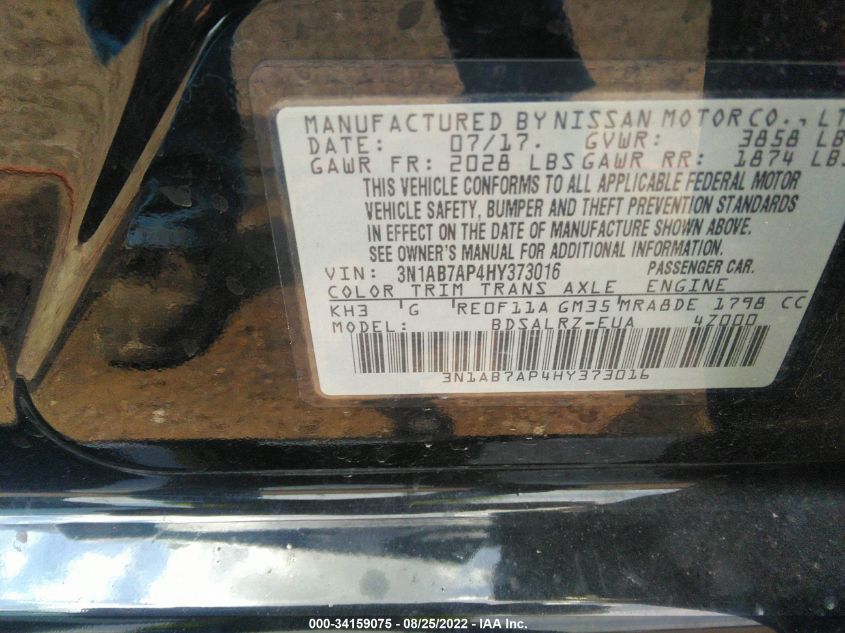 MANUFACTURED BY NISSAN MOTOR CO., LT
DATE: 07/17. GVWR: 3858 LB
GAWR FR: 2028 LBS GAWR RR: 1874 LBS
THIS VEHICLE CONFORMS TO ALL APPLICABLE FEDERAL MOTOR
VEHICLE SAFETY, BUMPER AND THEFT PREVENTION STANDARDS
IN EFFECT ON THE DATE OF MANUFACTURE SHOWN ABOVE.
SEE OWNER'S MANUAL FOR ADDITIONAL INFORMATION.
VIN: 3N1AB7AP4HY373016 PASSENGER CAR.
COLOR TRIM TRANS AXLE ENGINE
KH3 G RE0F11A GM35 MRA8DE 1798 CC
MODEL: BDSALRZ-EUA 4Z000
3N1AB7AP4HY373016
000-34159075 - 08/25/2022 - IAA Inc.